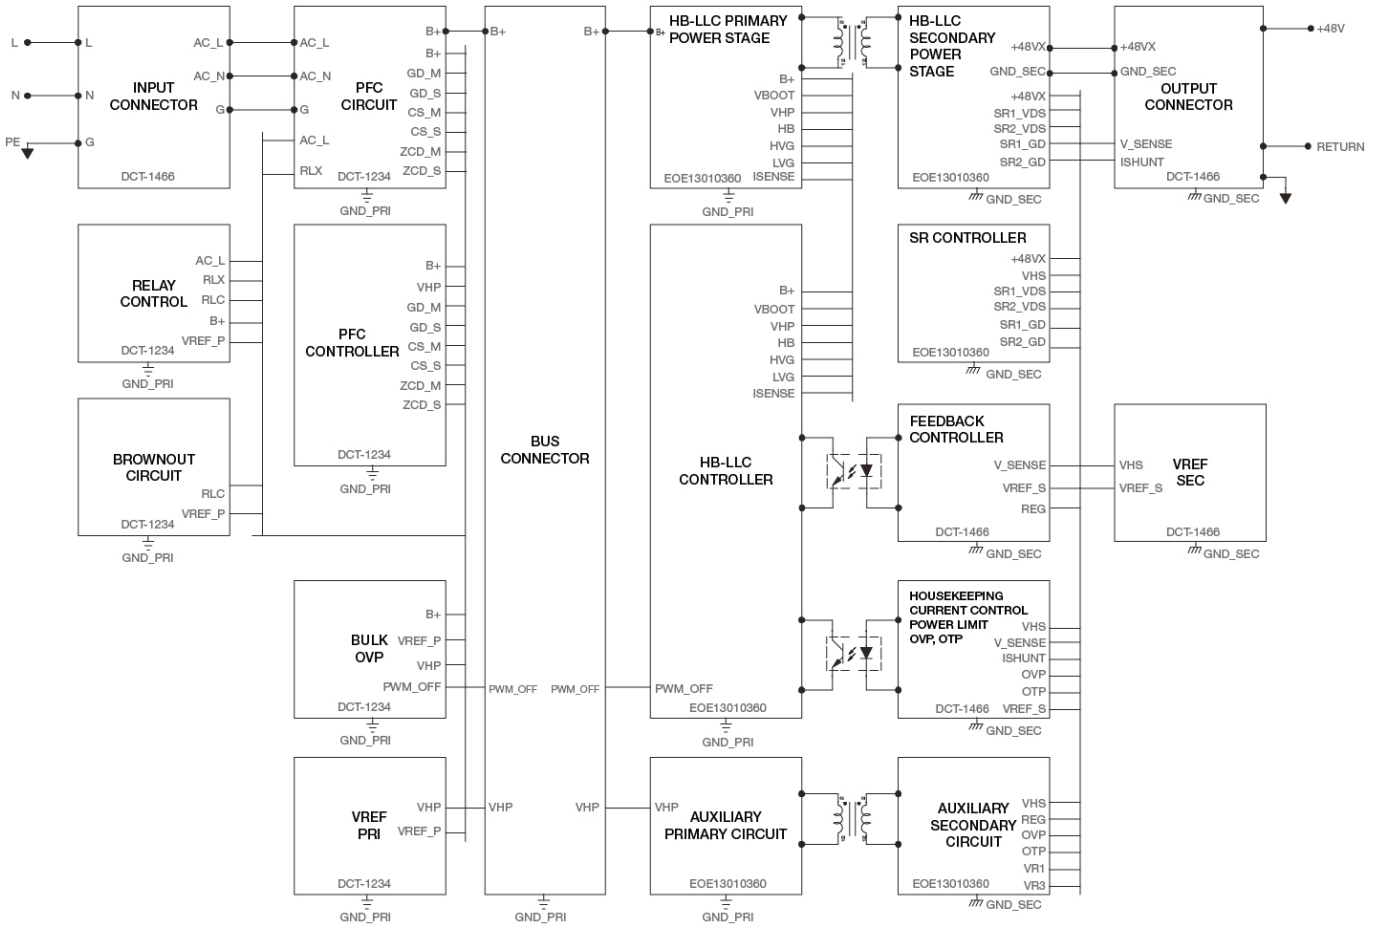 L
N
PE
L
N
G
INPUT
CONNECTOR
AC_L
AC_N
G
DCT-1466
AC_L
AC_N
G
AC_L
RLX
PFC
CIRCUIT
B+
B+
GD_M
GD_S
CS_M
CS_S
ZCD_M
ZCD_S
DCT-1234
GND_PRI
RELAY
CONTROL
AC_L
RLX
RLC
B+
VREF_P
DCT-1234
GND_PRI
BROWNOUT
CIRCUIT
RLC
VREF_P
DCT-1234
GND_PRI
PFC
CONTROLLER
B+
VHP
GD_M
GD_S
CS_M
CS_S
ZCD_M
ZCD_S
DCT-1234
GND_PRI
BULK
OVP
B+
VREF_P
VHP
PWM_OFF
DCT-1234
GND_PRI
VREF
PRI
VHP
VREF_P
DCT-1234
GND_PRI
B+
B+
BUS
CONNECTOR
PWM_OFF
PWM_OFF
VHP
VHP
GND_PRI
HB-LLC PRIMARY
POWER STAGE
B+
B+
VBOOT
VHP
HB
HVG
LVG
ISENSE
EOE13010360
GND_PRI
B+
VBOOT
VHP
HB
HVG
LVG
ISENSE
HB-LLC
CONTROLLER
PWM_OFF
EOE13010360
GND_PRI
VHP
AUXILIARY
PRIMARY CIRCUIT
EOE13010360
GND_PRI
HB-LLC
SECONDARY
POWER
STAGE
+48VX
GND_SEC
+48VX
SR1_VDS
SR2_VDS
SR1_GD
SR2_GD
EOE13010360
GND_SEC
SR CONTROLLER
+48VX
VHS
SR1_VDS
SR2_VDS
SR1_GD
SR2_GD
EOE13010360
GND_SEC
FEEDBACK
CONTROLLER
V_SENSE
VREF_S
REG
DCT-1466
GND_SEC
HOUSEKEEPING
CURRENT CONTROL
POWER LIMIT
OVP, OTP
VHS
V_SENSE
ISHUNT
OVP
OTP
VREF_S
DCT-1466
GND_SEC
AUXILIARY
SECONDARY
CIRCUIT
VHS
REG
OVP
OTP
VR1
VR3
EOE13010360
GND_SEC
+48VX
GND_SEC
OUTPUT
CONNECTOR
V_SENSE
ISHUNT
DCT-1466
GND_SEC
+48V
RETURN
VHS
VREF_S
VREF
SEC
DCT-1466
GND_SEC